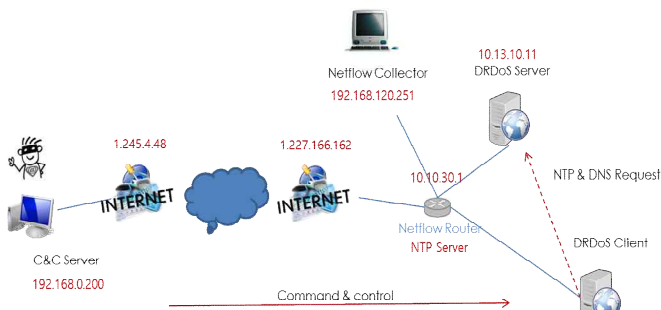 10.13.10.11
DRDoS Server
Netflow Collector
192.168.120.251
1.245.4.48
1.227.166.162
INTERNET
INTERNET
10.10.30.1
NTP & DNS Request
Netflow Router
NTP Server
DRDoS Client
C&C Server
192.168.0.200
Command & control